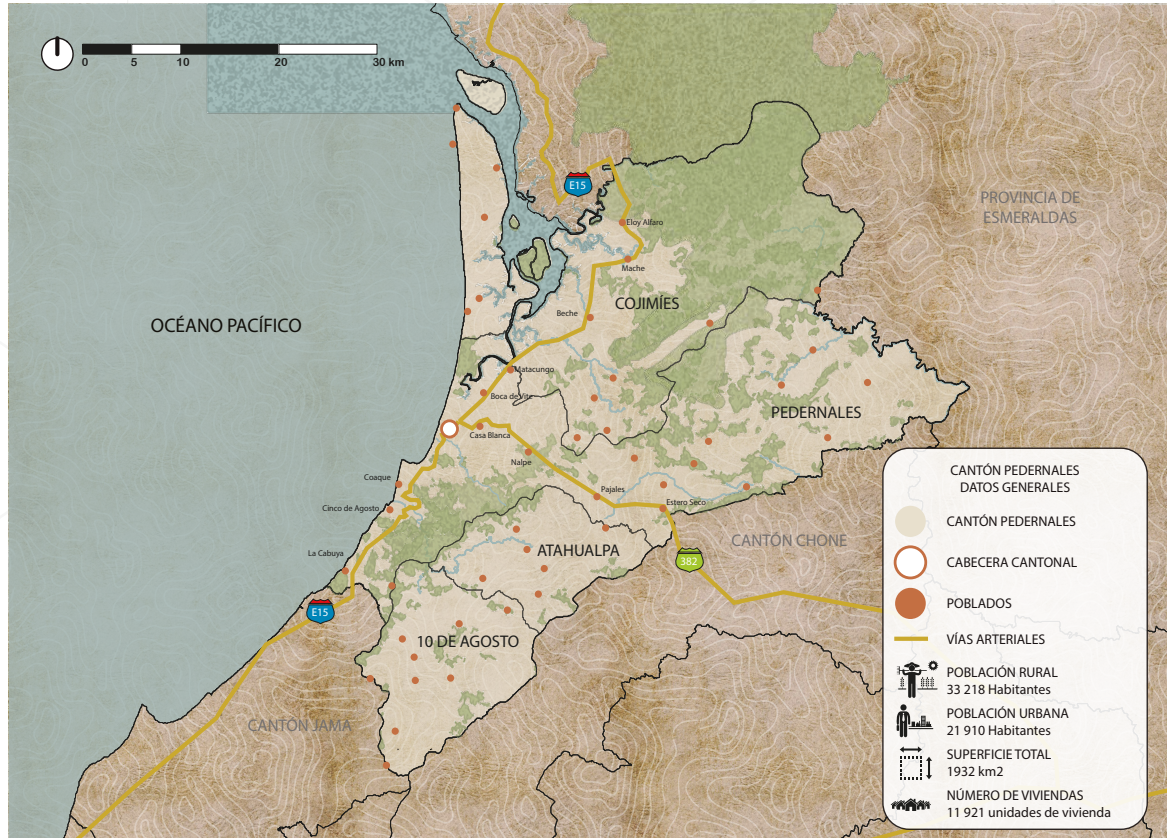 0 5 10 20 30 km
E15
PROVINCIA DE
ESMERALDAS
Eloy Alfaro
Mache
COJIMÍES
Beche
OCÉANO PACÍFICO
Matacungo
Boca de Vite
PEDERNALES
Casa Blanca
Nalpe
Coaque
Pajales
Cinco de Agosto
Estero Seco
CANTÓN CHONE
La Cabuya
ATAHUALPA
382
E15
10 DE AGOSTO
CANTÓN JAMA
CANTÓN PEDERNALES
DATOS GENERALES
CANTÓN PEDERNALES
CABECERA CANTONAL
POBLADOS
VÍAS ARTERIALES
POBLACIÓN RURAL
33 218 Habitantes
POBLACIÓN URBANA
21 910 Habitantes
SUPERFICIE TOTAL
1932 km2
NÚMERO DE VIVIENDAS
11 921 unidades de vivienda